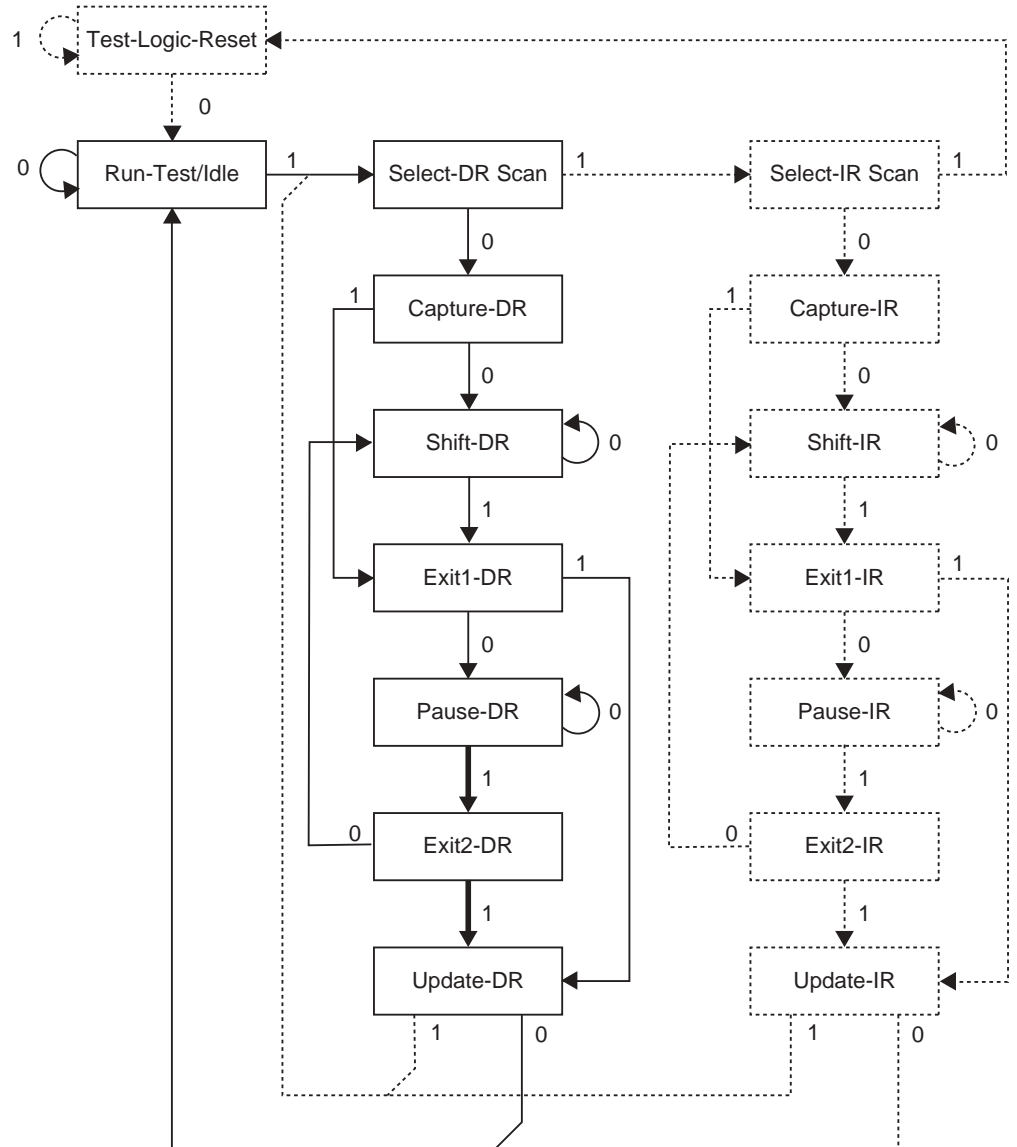 1
Test-Logic-Reset
0
0
Run-Test/Idle
1
Select-DR Scan
1
Select-IR Scan
1
0
0
1
Capture-DR
1
Capture-IR
0
0
Shift-DR
0
Shift-IR
0
1
1
Exit1-DR
1
Exit1-IR
1
0
0
Pause-DR
0
Pause-IR
0
1
1
0
Exit2-DR
0
Exit2-IR
1
1
Update-DR
Update-IR
1
0
1
0